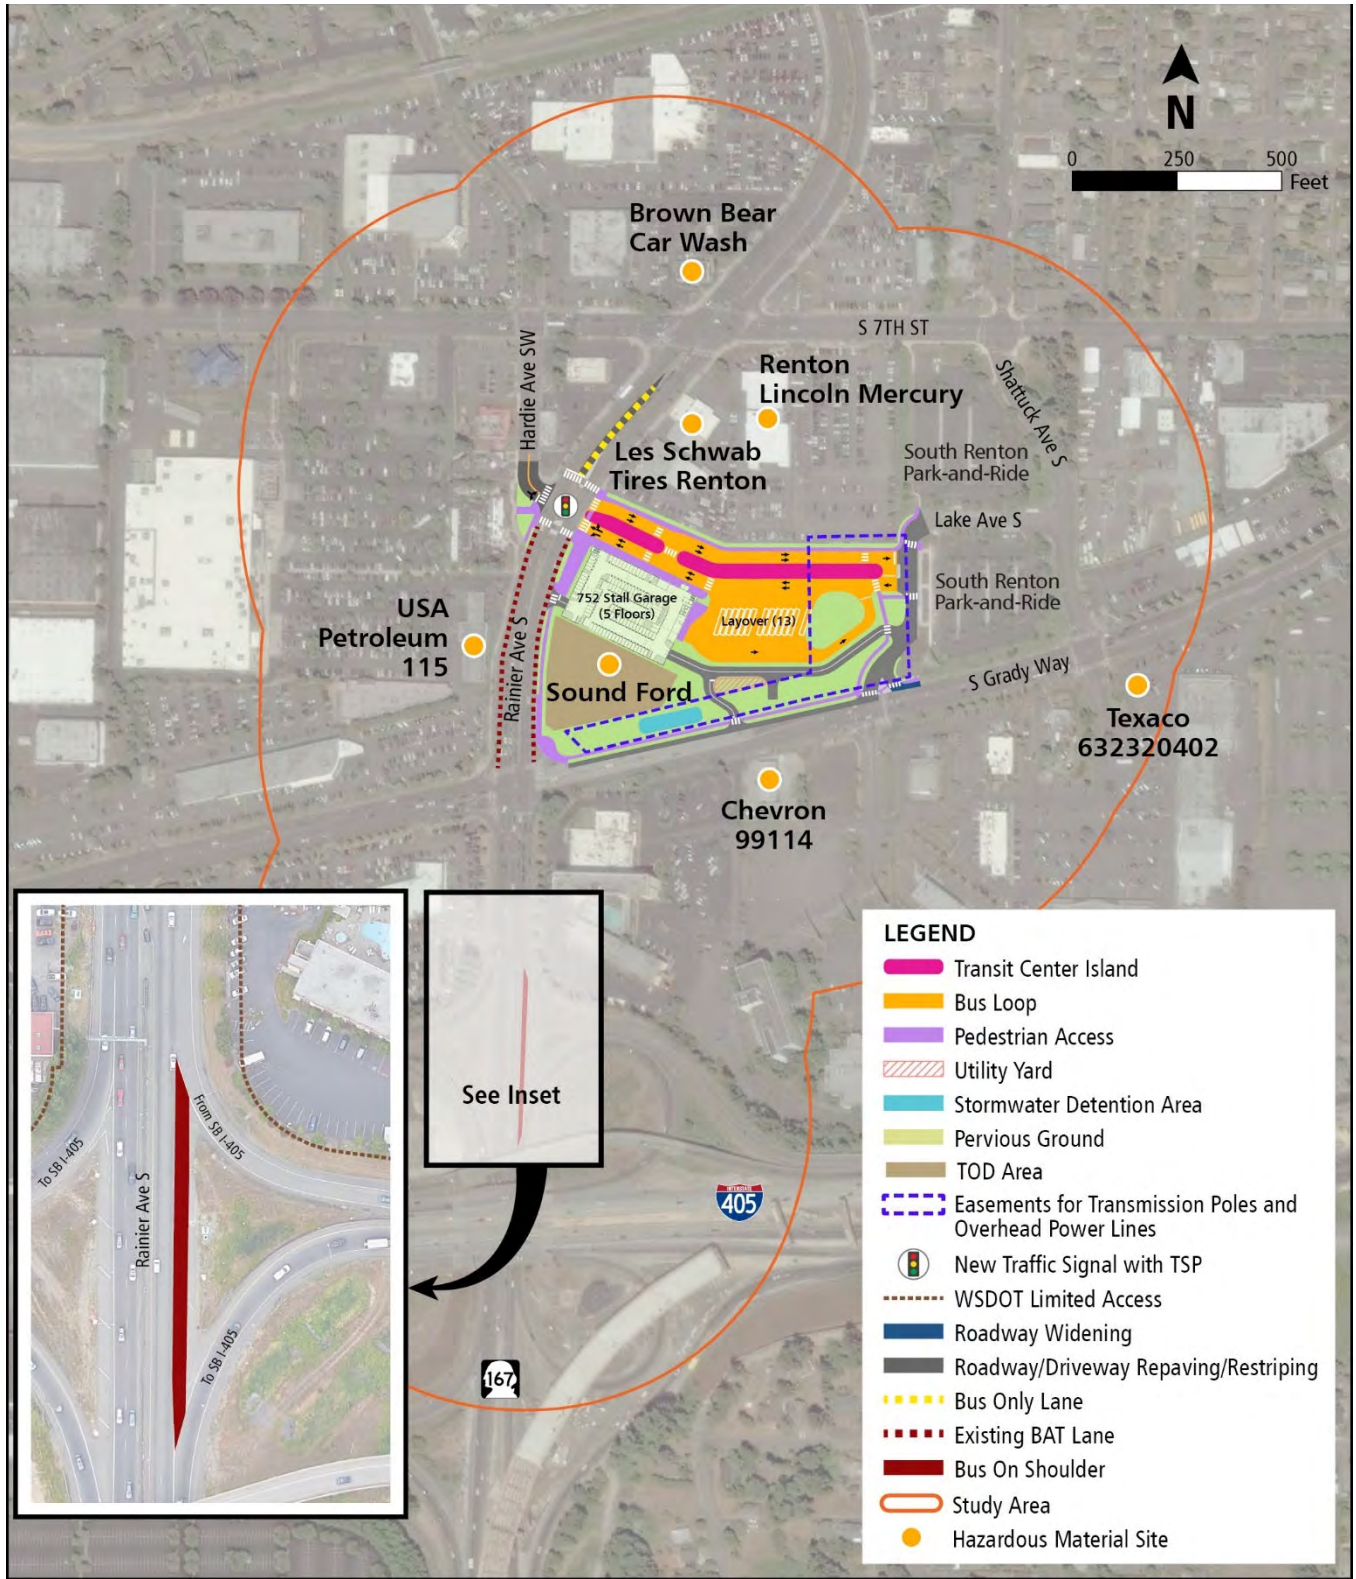 N
0 250 500
Feet
Brown Bear
Car Wash
S 7TH ST
Hardie Ave SW
Renton
Lincoln Mercury
Shattuck Ave S
Les Schwab
Tires Renton
South Renton
Park-and-Ride
Lake Ave S
South Renton
Park-and-Ride
752 Stall Garage
(5 Floors)
Layover (13)
USA
Petroleum
115
Rainier Ave S
Sound Ford
S Grady Way
Texaco
632320402
Chevron
99114
See Inset
To SB I-405
From SB I-405
Rainier Ave S
To SB I-405
INTERSTATE
405
167
LEGEND
Transit Center Island
Bus Loop
Pedestrian Access
Utility Yard
Stormwater Detention Area
Pervious Ground
TOD Area
Easements for Transmission Poles and
Overhead Power Lines
New Traffic Signal with TSP
WSDOT Limited Access
Roadway Widening
Roadway/Driveway Repaving/Restriping
Bus Only Lane
Existing BAT Lane
Bus On Shoulder
Study Area
Hazardous Material Site